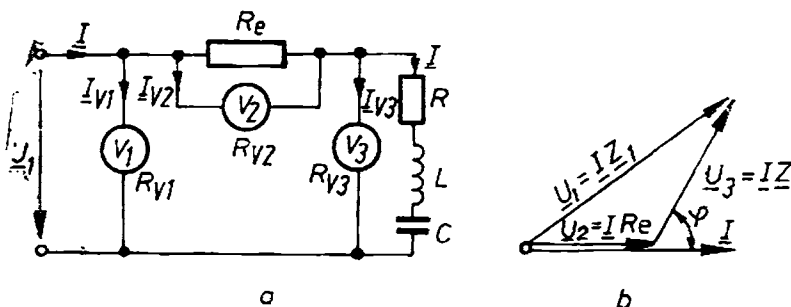 I
Re
I
IV1
IV2
V2
IV3
R
U1
V1
RV2
V3
RV1
RV3
L
C
U1=IZ1
U3=IZ
U2=IRe
φ
I
a
b